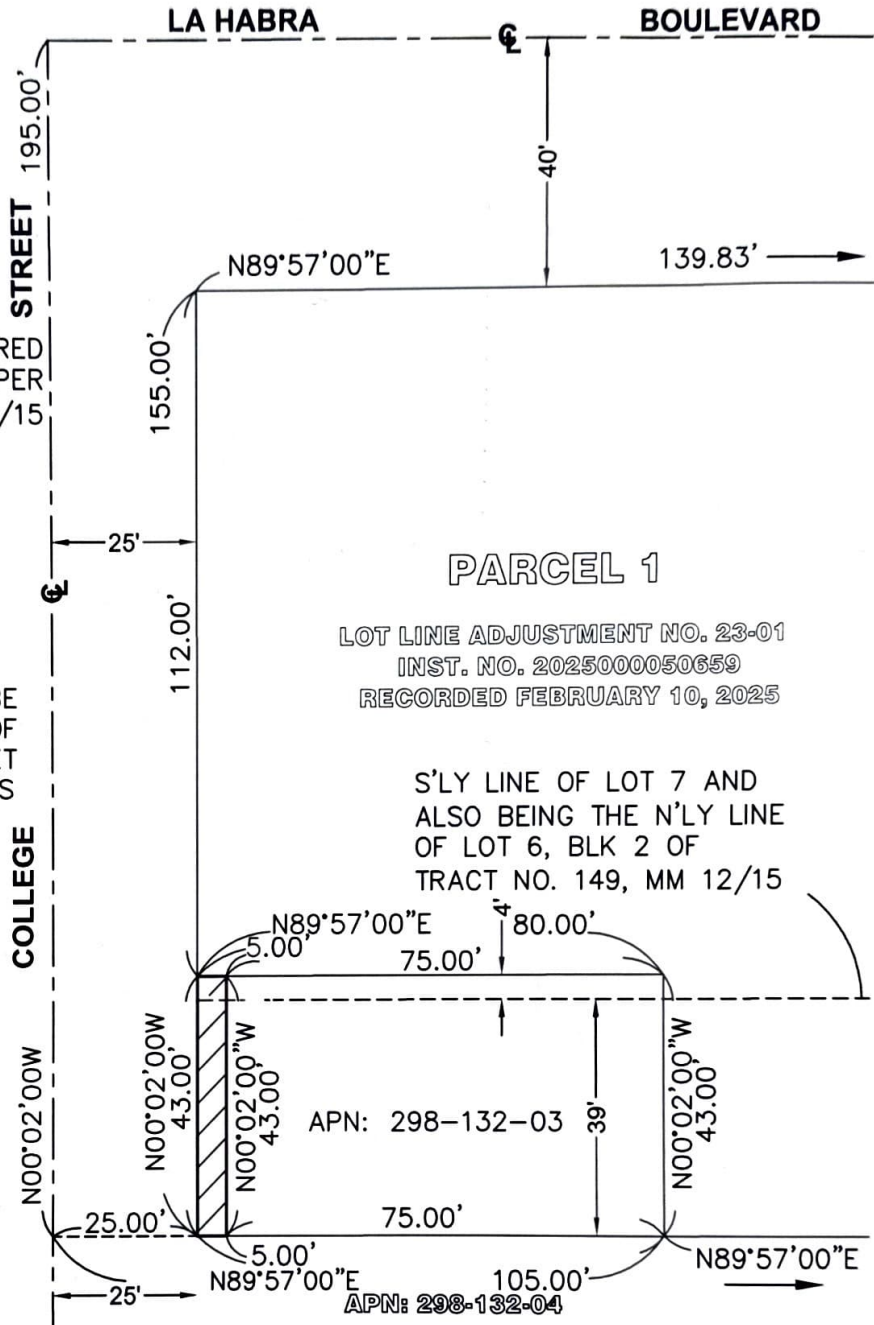 LA HABRA
℄
BOULEVARD
195.00'
STREET
40'
N89°57'00"E
139.83'
RED
PER
/15
155.00'
25'
℄
PARCEL 1
LOT LINE ADJUSTMENT NO. 23-01
INST. NO. 2025000050659
RECORDED FEBRUARY 10, 2025
112.00'
BE
OF
ET
S
S'LY LINE OF LOT 7 AND
ALSO BEING THE N'LY LINE
OF LOT 6, BLK 2 OF
TRACT NO. 149, MM 12/15
COLLEGE
N89°57'00"E
5.00'
4'
80.00'
75.00'
N00°02'00W
N00°02'00W
43.00'
N00°02'00"W
43.00'
APN: 298-132-03
39'
N00°02'00"W
43.00'
25.00'
75.00'
5.00'
N89°57'00"E
105.00'
N89°57'00"E
25'
APN: 298-132-04